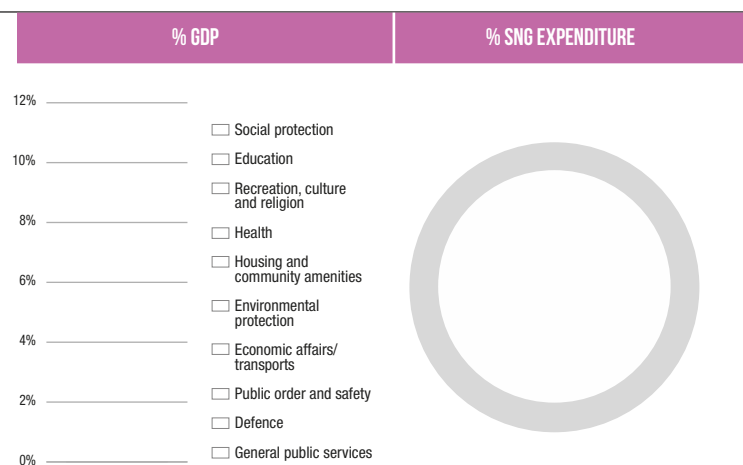 % GDP
% SNG EXPENDITURE
12%
10%
8%
6%
4%
2%
0%
Social protection
Education
Recreation, culture
and religion
Health
Housing and
community amenities
Environmental
protection
Economic affairs/
transports
Public order and safety
Defence
General public services